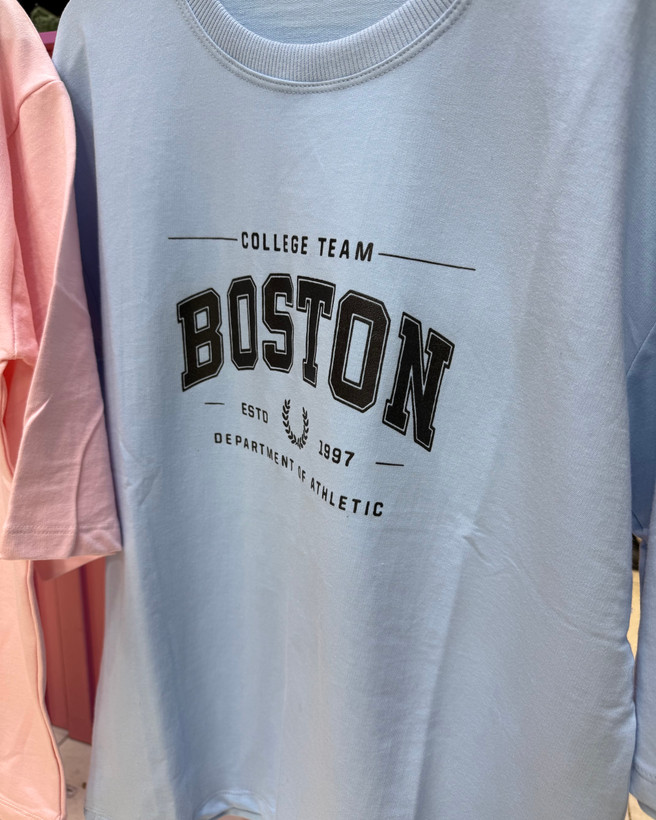 COLLEGE TEAM
BOSTON
ESTD 1997
DEPARTMENT OF ATHLETIC